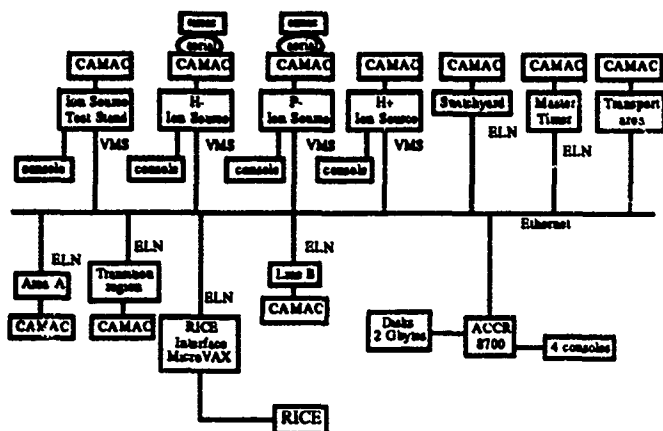 camac
camac
serial
serial
CAMAC
CAMAC
CAMAC
CAMAC
CAMAC
CAMAC
CAMAC
Ion Source
Test Stand
H-
Ion Source
P-
Ion Source
H+
Ion Source
Switchyard
Master
Timer
Transport
area
VMS
VMS
VMS
VMS
ELN
ELN
console
console
console
console
Ethernet
ELN
ELN
ELN
ELN
Area A
Transition
region
Line B
CAMAC
CAMAC
CAMAC
RICE
Interface
MicroVAX
Disks
2 Gbytes
ACCR
8700
4 consoles
RICE